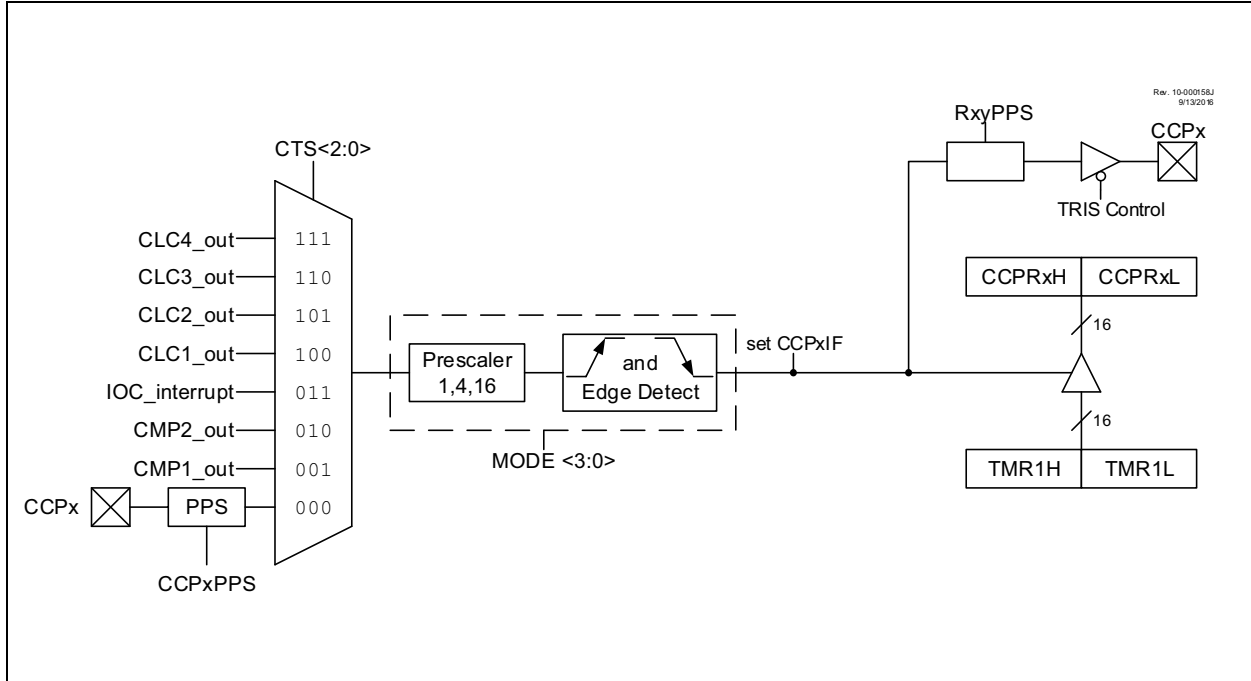 Rev. 10-000158J
9/13/2016
RxyPPS
CCPx
TRIS Control
CTS<2:0>
CLC4_out 111
CLC3_out 110
CLC2_out 101
CLC1_out 100
IOC_interrupt 011
CMP2_out 010
CMP1_out 001
CCPx PPS 000
CCPxPPS
Prescaler
1,4,16
and
Edge Detect
MODE <3:0>
set CCPxIF
CCPRxH CCPRxL
16
16
TMR1H TMR1L